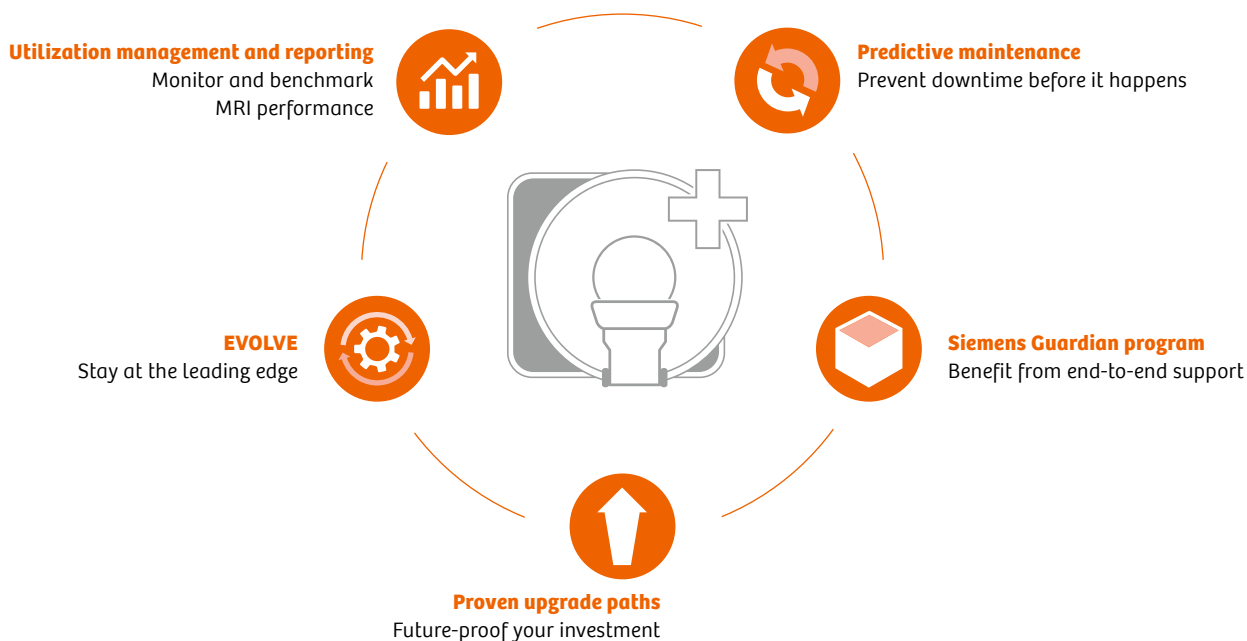 Utilization management and reporting
Monitor and benchmark
MRI performance
Predictive maintenance
Prevent downtime before it happens
EVOLVE
Stay at the leading edge
Siemens Guardian program
Benefit from end-to-end support
Proven upgrade paths
Future-proof your investment